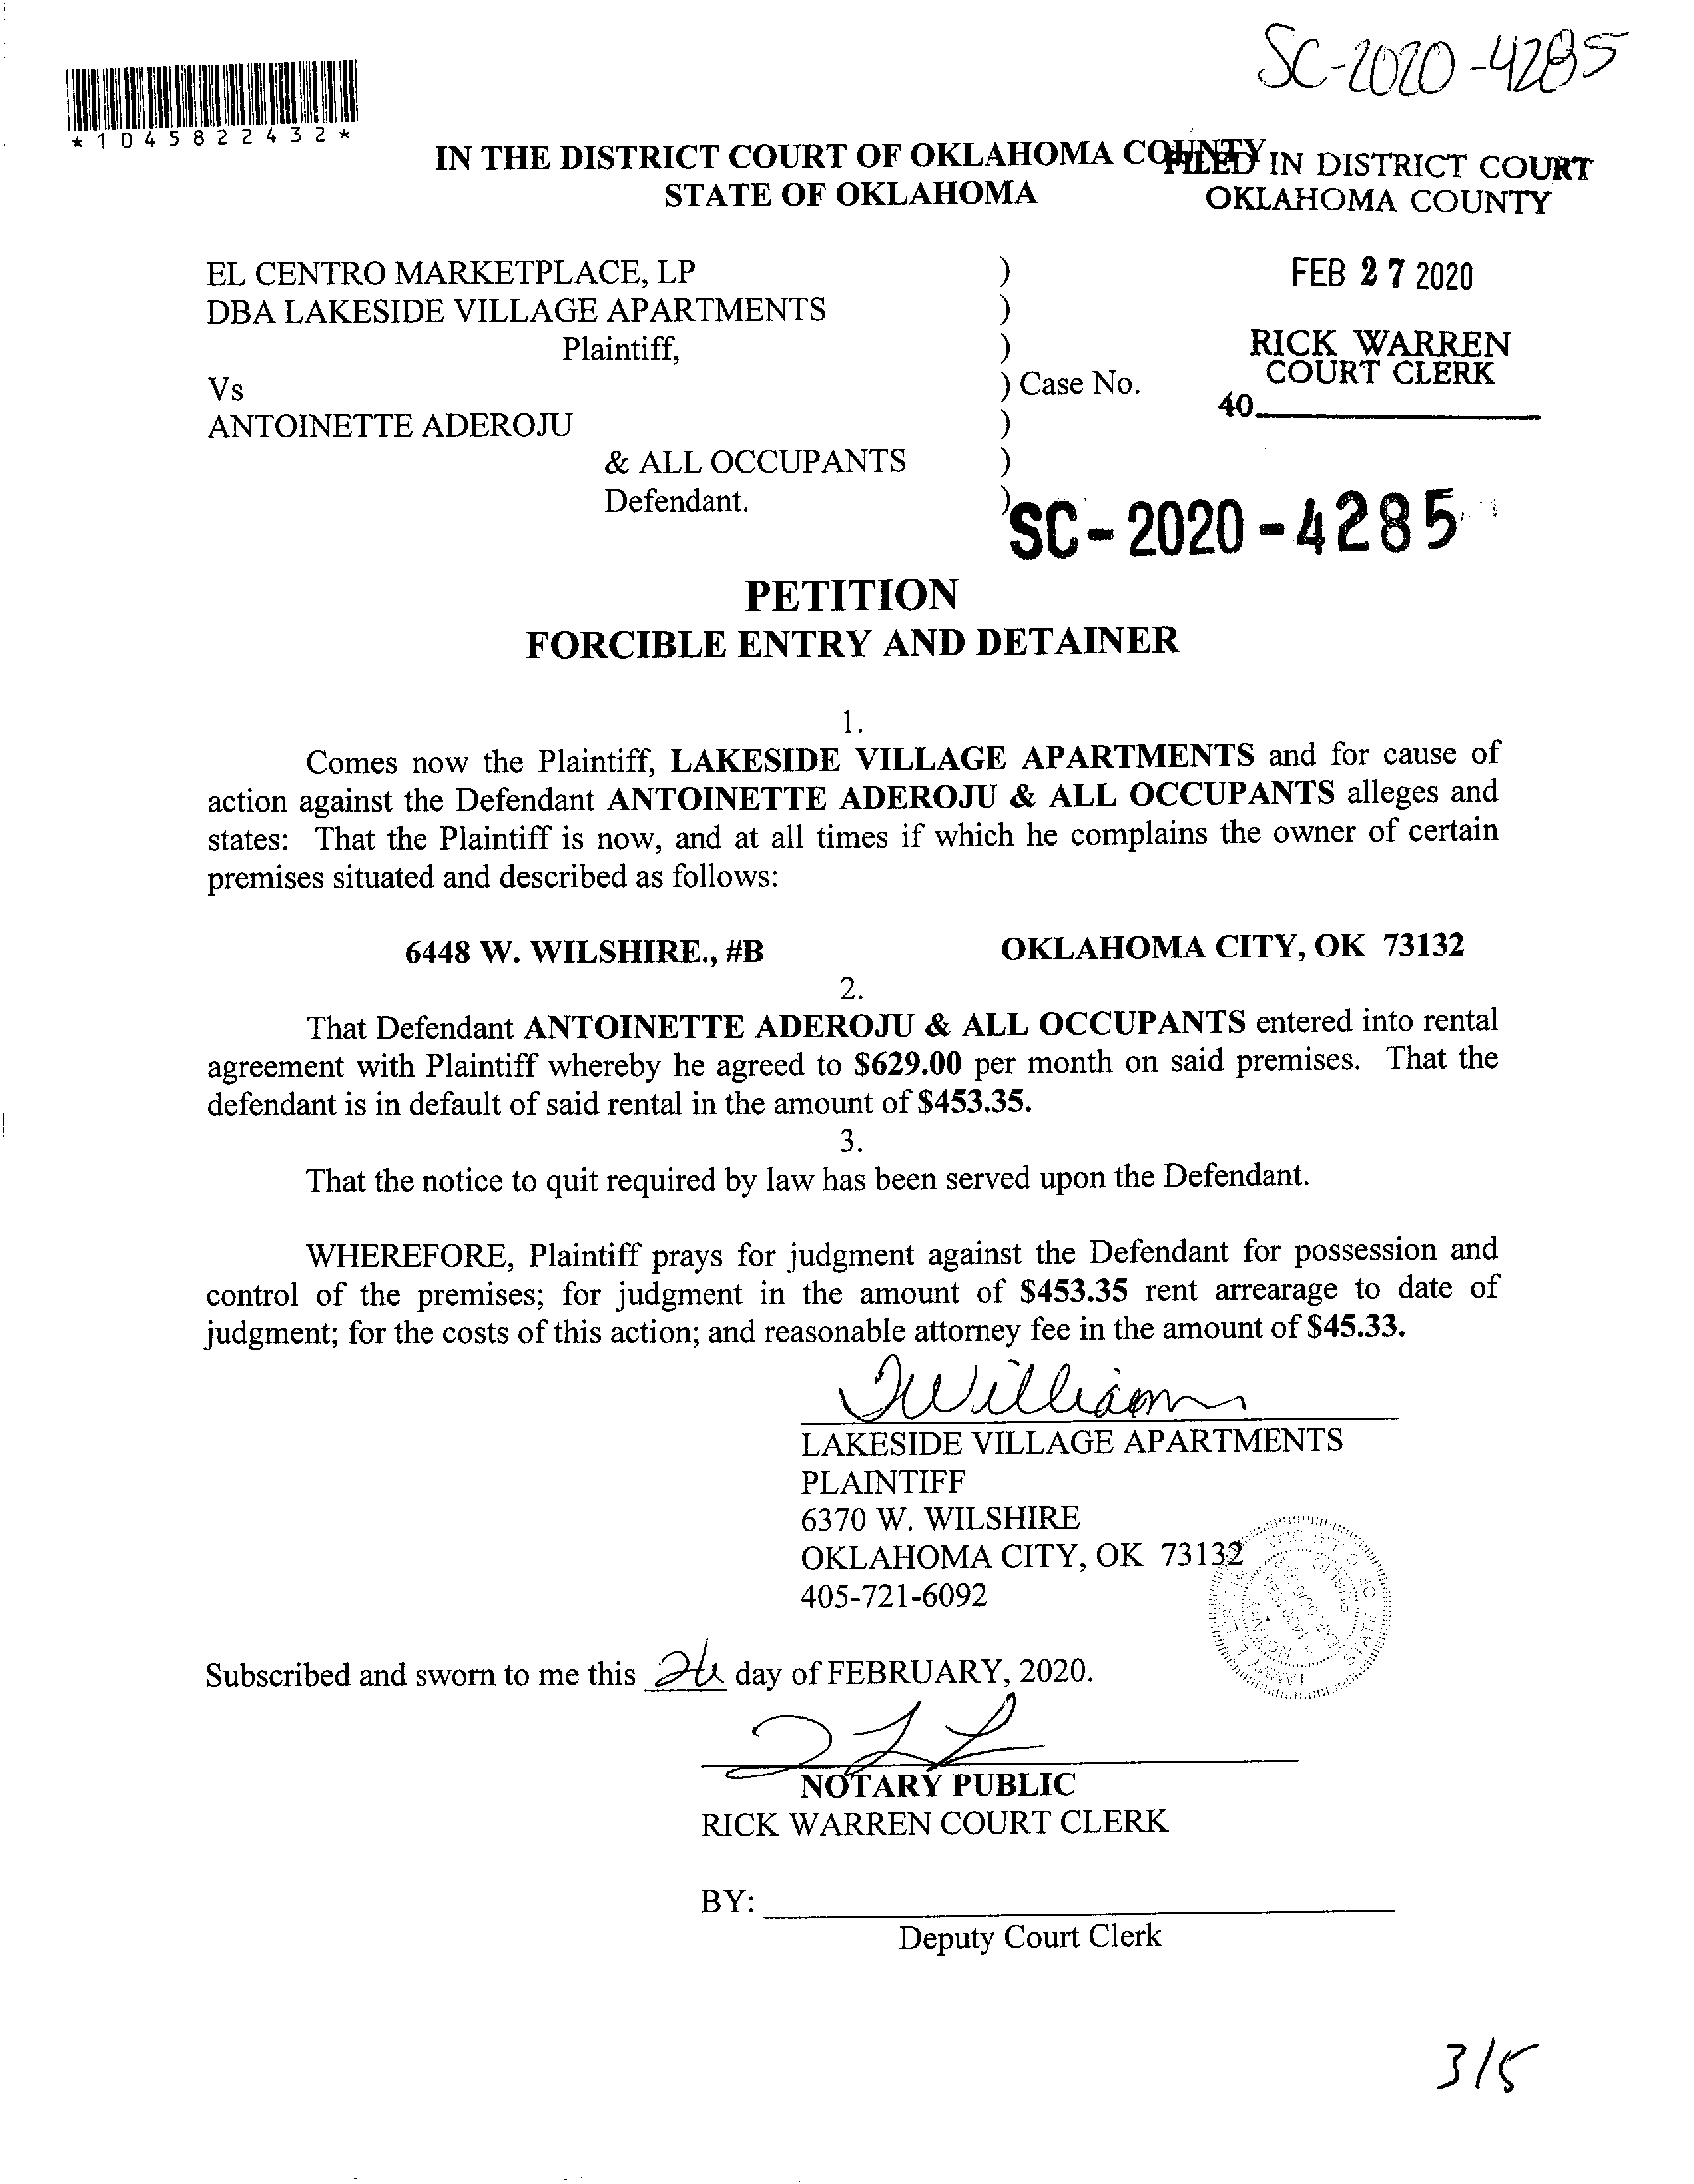 SC-2020-4285
*1045822432*
IN THE DISTRICT COURT OF OKLAHOMA COUNTY
STATE OF OKLAHOMA
FILED IN DISTRICT COURT
OKLAHOMA COUNTY
FEB 27 2020
RICK WARREN
COURT CLERK
40.
EL CENTRO MARKETPLACE, LP )
DBA LAKESIDE VILLAGE APARTMENTS )
Plaintiff, )
Vs ) Case No.
ANTOINETTE ADEROJU )
& ALL OCCUPANTS )
Defendant. )
SC-2020-4285
PETITION
FORCIBLE ENTRY AND DETAINER
1.
Comes now the Plaintiff, LAKESIDE VILLAGE APARTMENTS and for cause of
action against the Defendant ANTOINETTE ADEROJU & ALL OCCUPANTS alleges and
states: That the Plaintiff is now, and at all times if which he complains the owner of certain
premises situated and described as follows:
6448 W. WILSHIRE., #B OKLAHOMA CITY, OK 73132
2.
That Defendant ANTOINETTE ADEROJU & ALL OCCUPANTS entered into rental
agreement with Plaintiff whereby he agreed to $629.00 per month on said premises. That the
defendant is in default of said rental in the amount of $453.35.
3.
That the notice to quit required by law has been served upon the Defendant.
WHEREFORE, Plaintiff prays for judgment against the Defendant for possession and
control of the premises; for judgment in the amount of $453.35 rent arrearage to date of
judgment; for the costs of this action; and reasonable attorney fee in the amount of $45.33.
LAKESIDE VILLAGE APARTMENTS
PLAINTIFF
6370 W. WILSHIRE
OKLAHOMA CITY, OK 73132
405-721-6092
Subscribed and sworn to me this day of FEBRUARY, 2020.
NOTARY PUBLIC
RICK WARREN COURT CLERK
BY:
Deputy Court Clerk
3/5